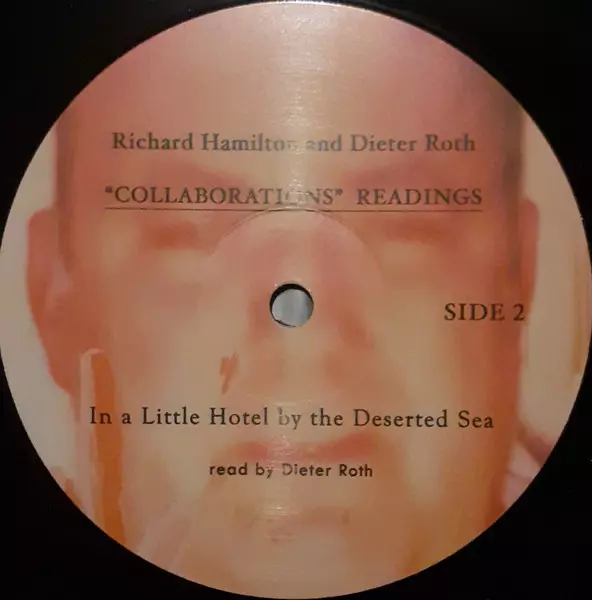 Richard Hamilton and Dieter Roth
“COLLABORATIONS” READINGS
SIDE 2
In a Little Hotel by the Deserted Sea
read by Dieter Roth